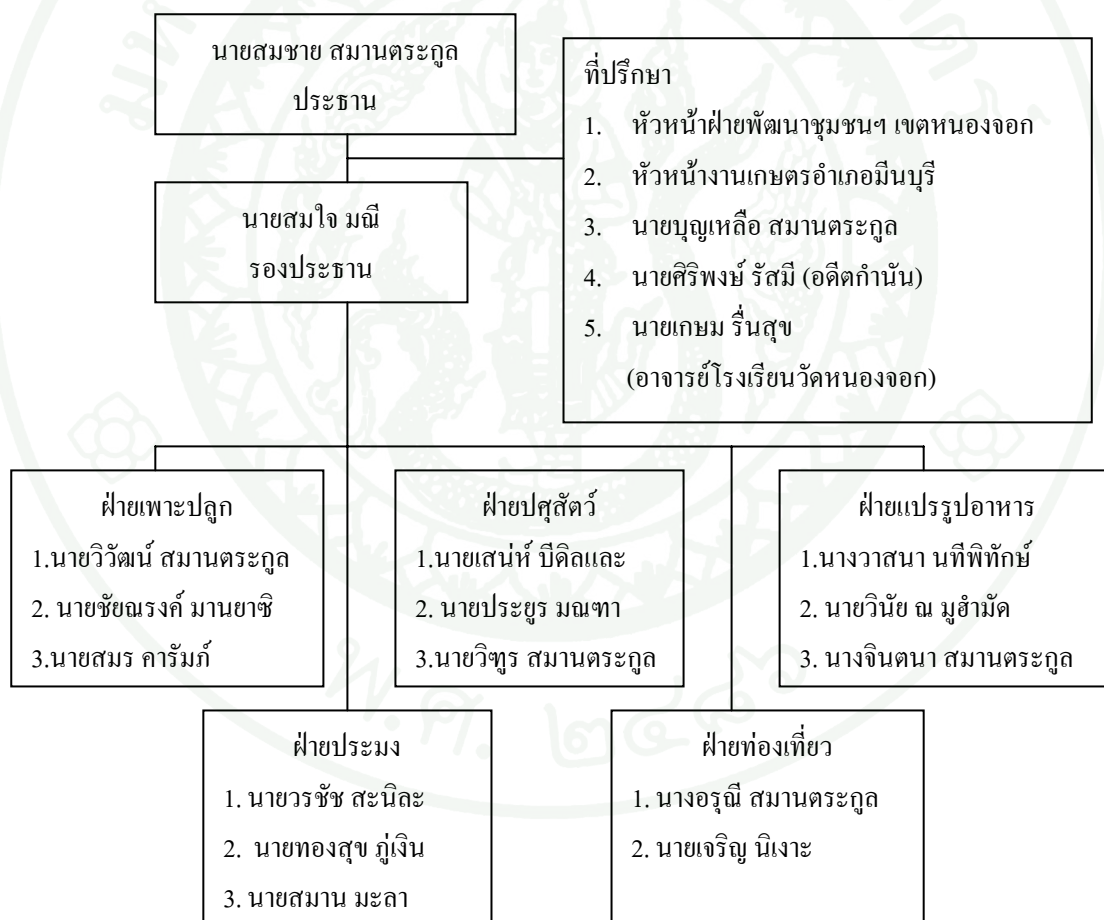 นายสมชาย สมานตระกูล
ประธาน
ที่ปรึกษา
1. หัวหน้าฝ่ายพัฒนาชุมชนฯ เขตหนองจอก
2. หัวหน้างานเกษตรอำเภอมีนบุรี
3. นายบุญเหลือ สมานตระกูล
4. นายศิริพงษ์ รัสมี (อดีตกำนัน)
5. นายเกษม รื่นสุข
(อาจารย์โรงเรียนวัดหนองจอก)
นายสมใจ มณี
รองประธาน
ฝ่ายเพาะปลูก
1.นายวิวัฒน์ สมานตระกูล
2. นายชัยณรงค์ มานยาซิ
3.นายสมร คารัมภ์
ฝ่ายปศุสัตว์
1.นายเสน่ห์ บีดิลและ
2. นายประยูร มณฑา
3.นายวิฑูร สมานตระกูล
ฝ่ายแปรรูปอาหาร
1.นางวาสนา นทีพิทักษ์
2. นายวินัย ณ มูฮำมัด
3. นางจินตนา สมานตระกูล
ฝ่ายประมง
1. นายวรชัช สะนิละ
2. นายทองสุข ภู่เงิน
3. นายสมาน มะลา
ฝ่ายท่องเที่ยว
1. นางอรุณี สมานตระกูล
2. นายเจริญ นิเงาะ
พ.ศ. ๒๔๘๖